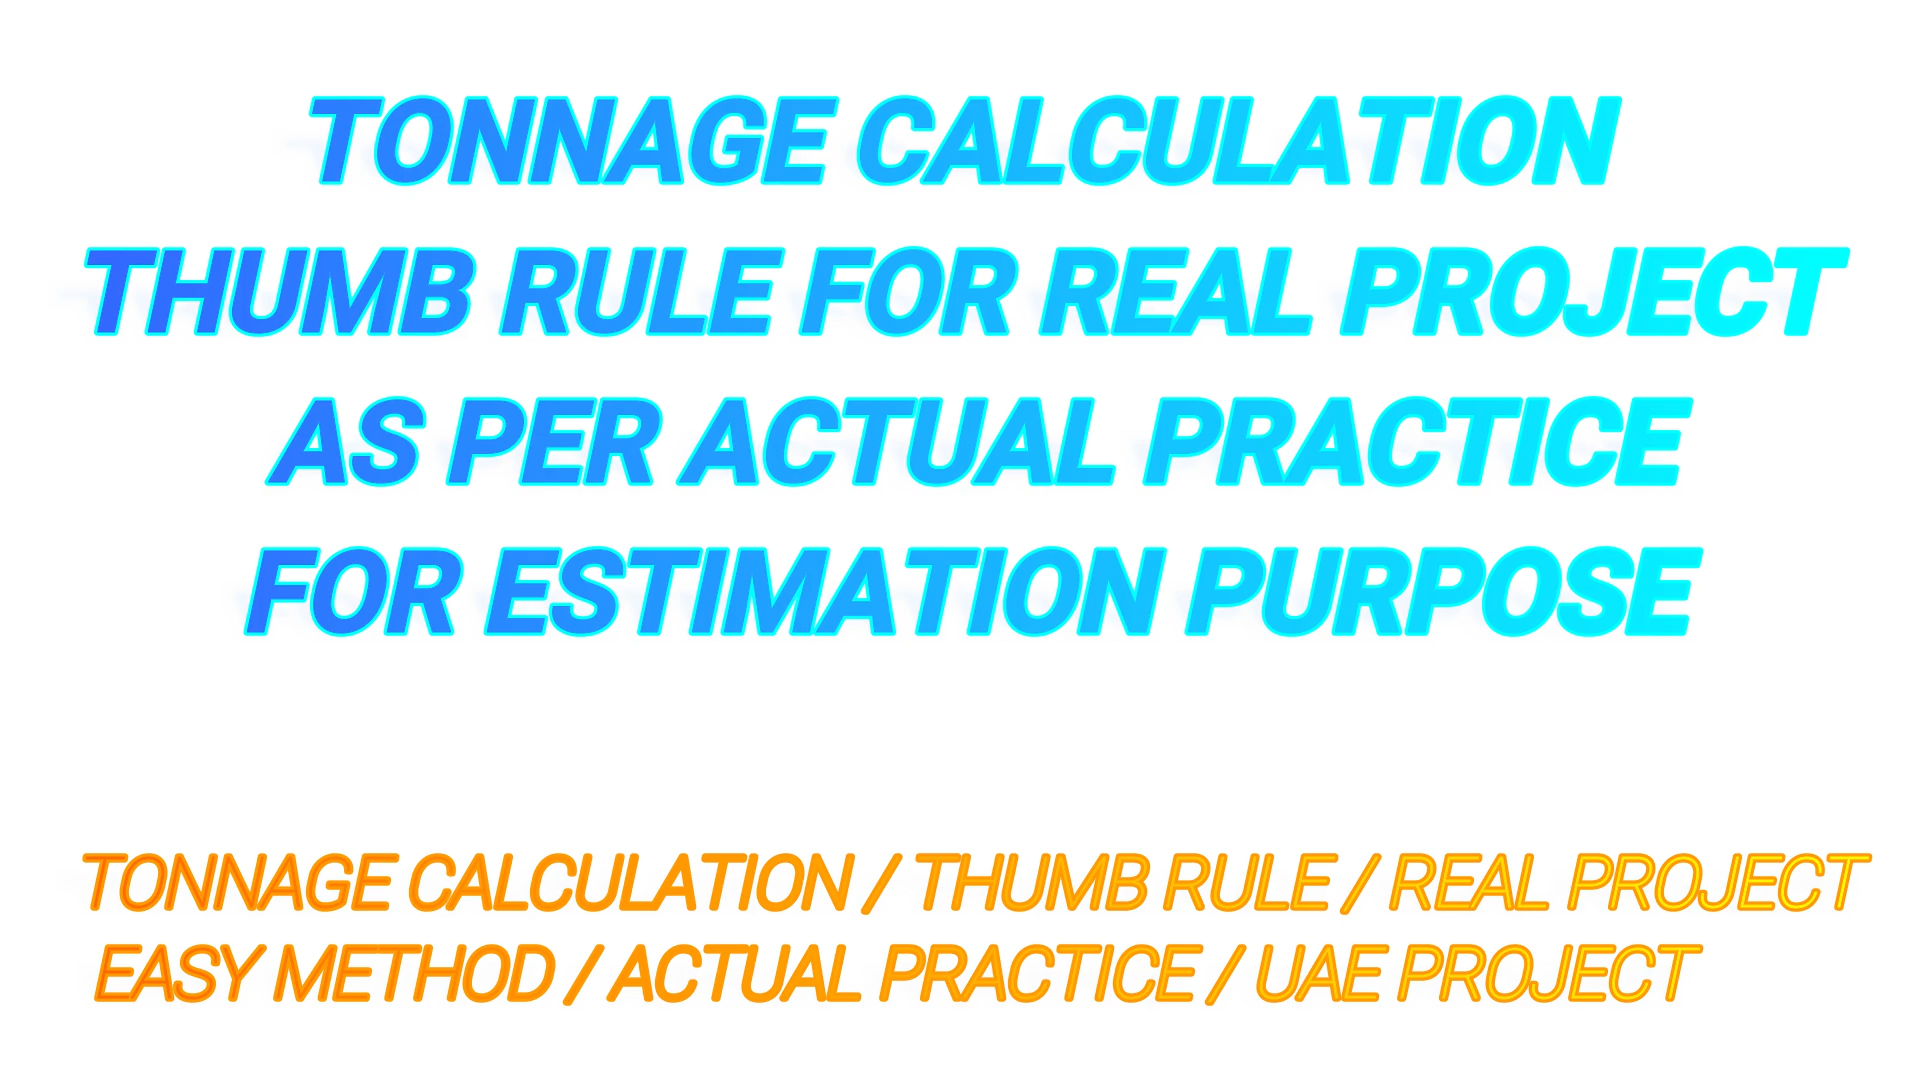 TONNAGE CALCULATION
THUMB RULE FOR REAL PROJECT
AS PER ACTUAL PRACTICE
FOR ESTIMATION PURPOSE
TONNAGE CALCULATION / THUMB RULE / REAL PROJECT
EASY METHOD / ACTUAL PRACTICE / UAE PROJECT